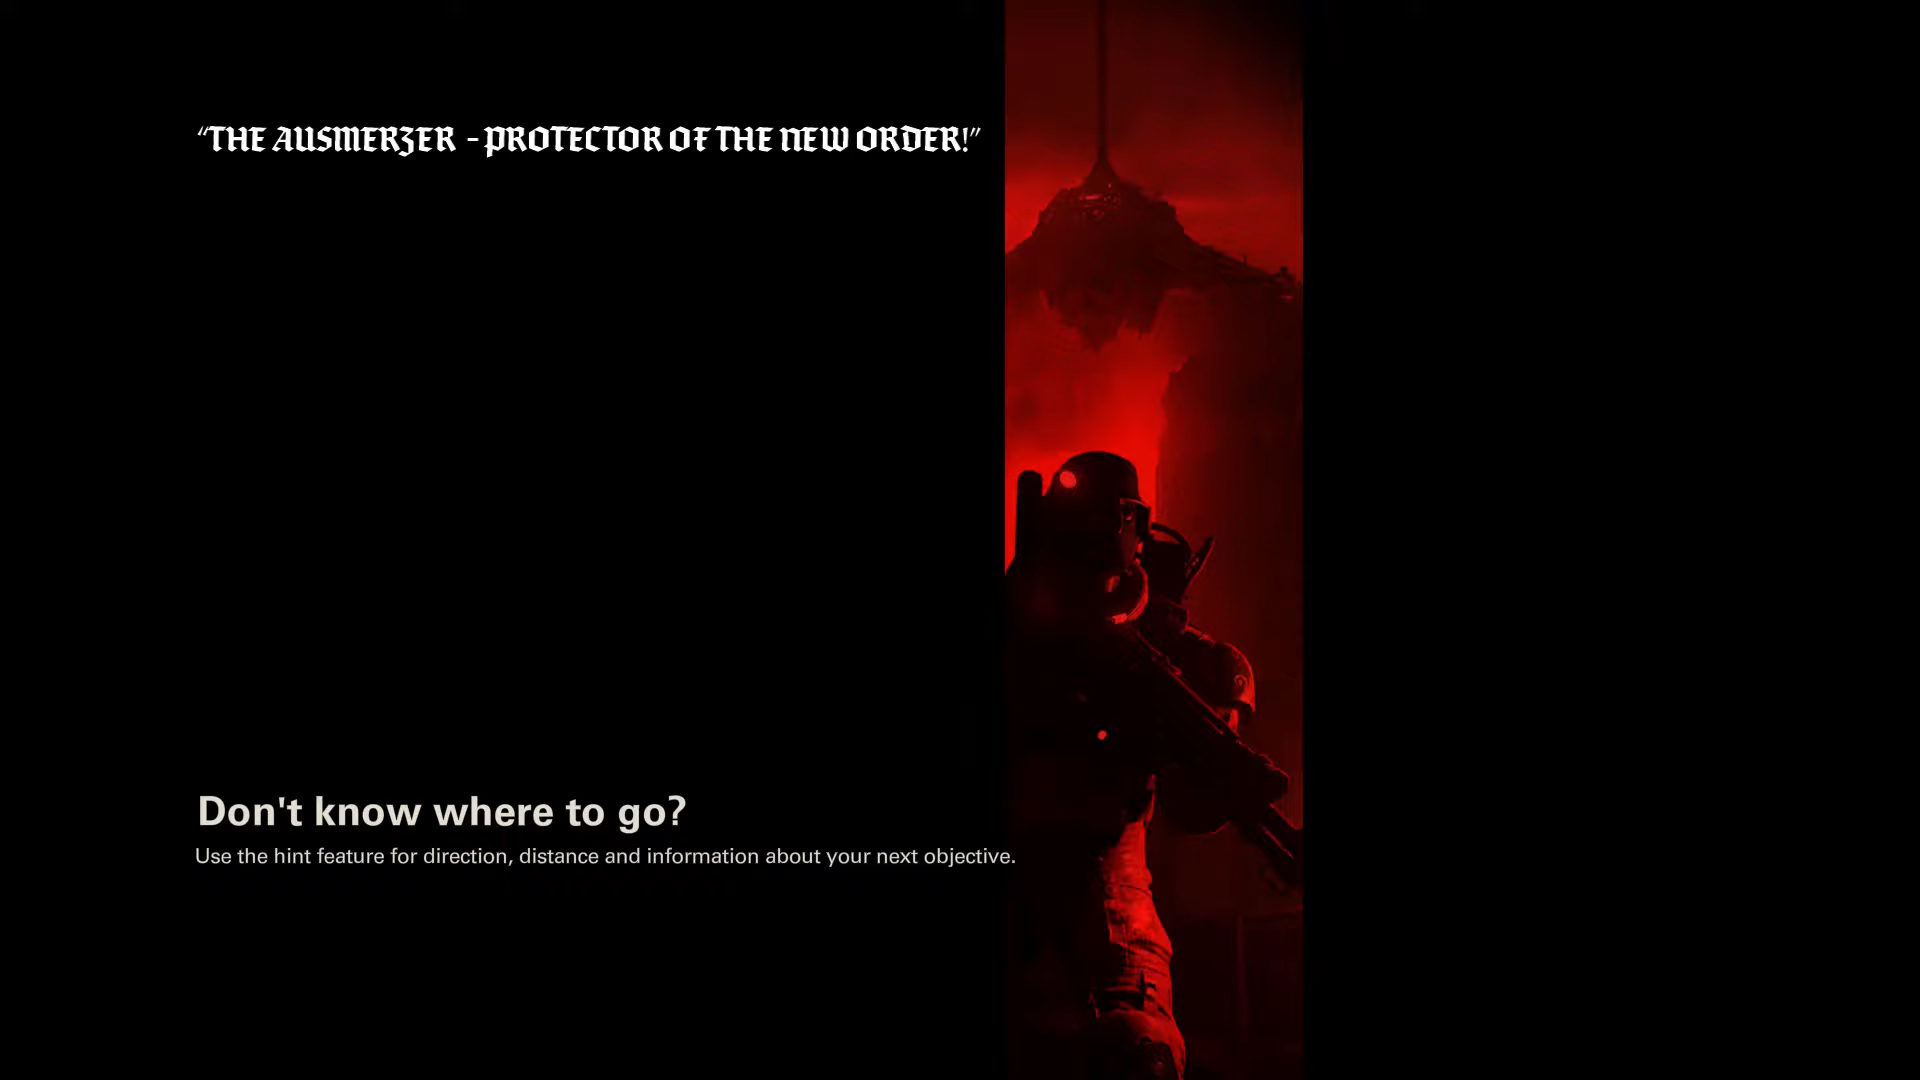 “THE AUSMERZER - PROTECTOR OF THE NEW ORDER!”
Don't know where to go?
Use the hint feature for direction, distance and information about your next objective.